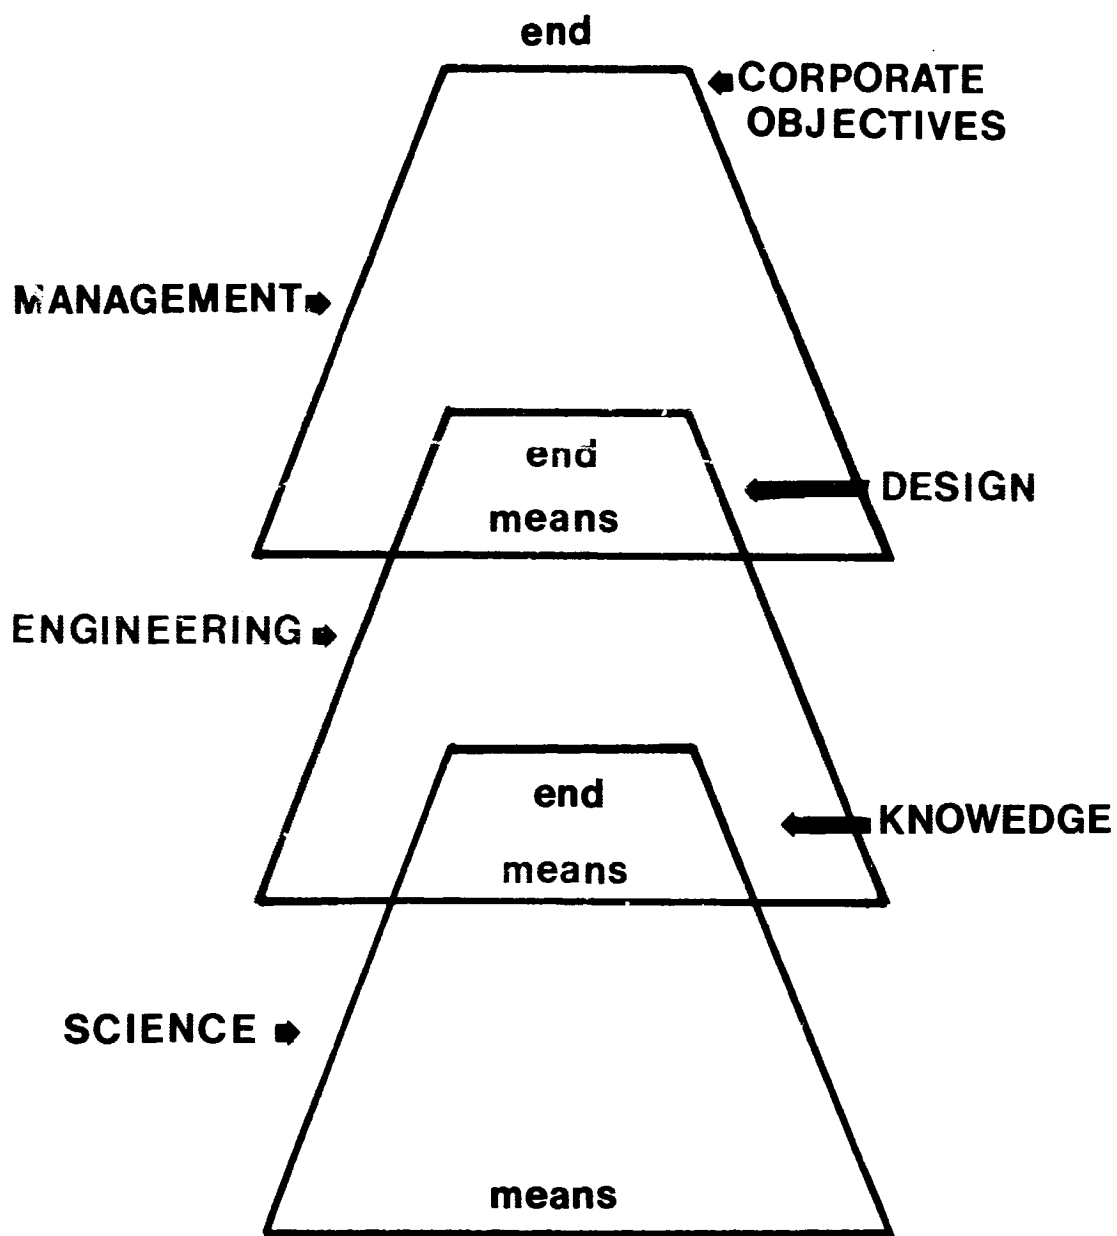 end
CORPORATE
OBJECTIVES
MANAGEMENT
end
DESIGN
means
ENGINEERING
end
KNOWEDGE
means
SCIENCE
means